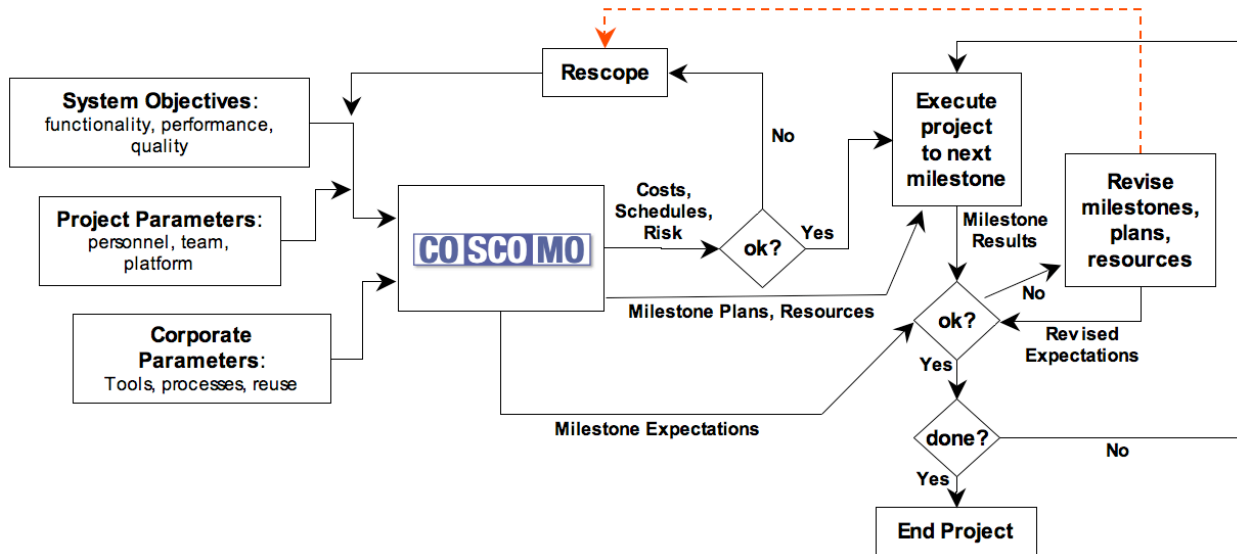 Rescope
System Objectives:
functionality, performance,
quality
Project Parameters:
personnel, team,
platform
Corporate
Parameters:
Tools, processes, reuse
COSCOMO
Costs,
Schedules,
Risk
No
ok?
Yes
Milestone Plans, Resources
Milestone Expectations
Execute
project
to next
milestone
Milestone
Results
Revise
milestones,
plans,
resources
No
ok?
Revised
Expectations
Yes
done?
No
Yes
End Project